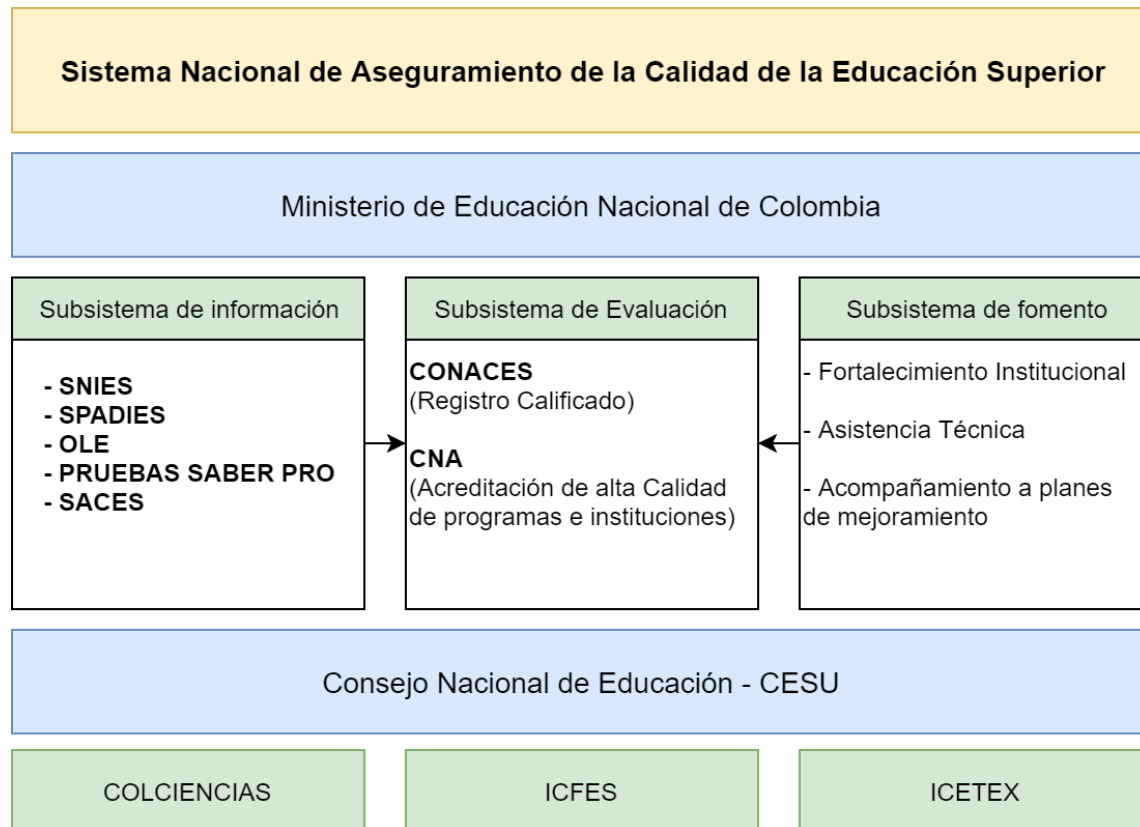 Sistema Nacional de Aseguramiento de la Calidad de la Educación Superior
Ministerio de Educación Nacional de Colombia
Subsistema de información
- SNIES
- SPADIES
- OLE
- PRUEBAS SABER PRO
- SACES
Subsistema de Evaluación
CONACES
(Registro Calificado)
CNA
(Acreditación de alta Calidad
de programas e instituciones)
Subsistema de fomento
- Fortalecimiento Institucional
- Asistencia Técnica
- Acompañamiento a planes
de mejoramiento
Consejo Nacional de Educación - CESU
COLCIENCIAS
ICFES
ICETEX